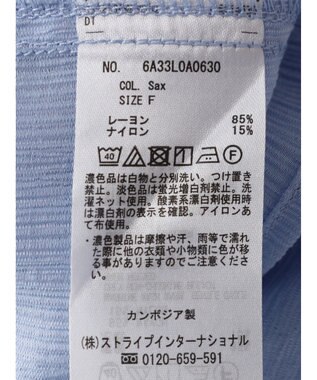 DT
NO. 6A33L0A0630
COL. Sax
SIZE F
レーヨン 85%
ナイロン 15%
40 F
濃色品は白物と分別洗い。つけ置き
禁止。淡色品は蛍光増白剤禁止。洗
濯ネット使用。酸素系漂白剤使用時
は漂白剤の表示を確認。アイロンあ
て布使用。
・濃色製品は摩擦や汗、雨等で濡れ
た際に他の衣類や小物類に色が移
る事がありますのでご注意くださ
い。
カンボジア製
(株)ストライプインターナショナル
0120-659-591